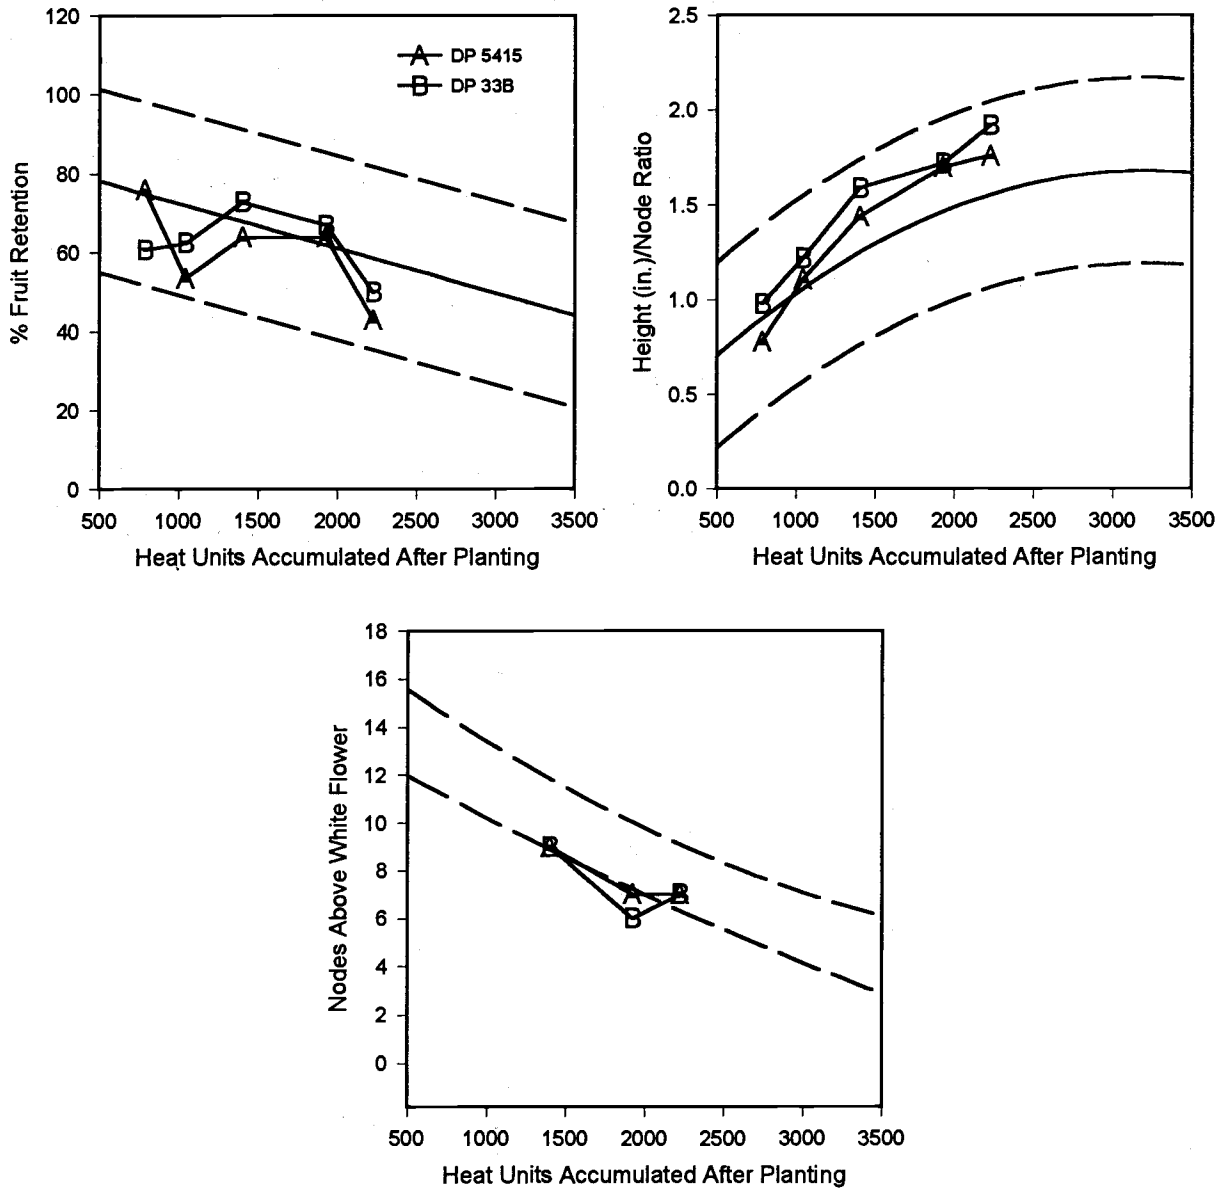 120
100
80
60
40
20
0
% Fruit Retention
A DP 5415
B DP 33B
A A A A A
B B B B B
500 1000 1500 2000 2500 3000 3500
Heat Units Accumulated After Planting
2.5
2.0
1.5
1.0
0.5
0.0
Height (in.)/Node Ratio
A A A A A
B B B B B
500 1000 1500 2000 2500 3000 3500
Heat Units Accumulated After Planting
18
16
14
12
10
8
6
4
2
0
Nodes Above White Flower
A A A
B B B
500 1000 1500 2000 2500 3000 3500
Heat Units Accumulated After Planting